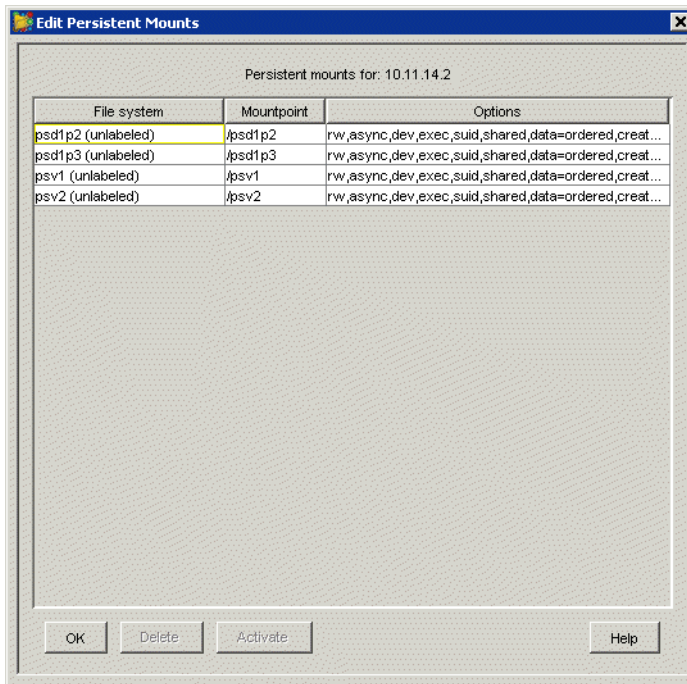 Edit Persistent Mounts
Persistent mounts for: 10.11.14.2
File system Mountpoint Options
psd1p2 (unlabeled) /psd1p2 rw,async,dev,exec,suid,shared,data=ordered,creat...
psd1p3 (unlabeled) /psd1p3 rw,async,dev,exec,suid,shared,data=ordered,creat...
psv1 (unlabeled) /psv1 rw,async,dev,exec,suid,shared,data=ordered,creat...
psv2 (unlabeled) /psv2 rw,async,dev,exec,suid,shared,data=ordered,creat...
OK Delete Activate Help